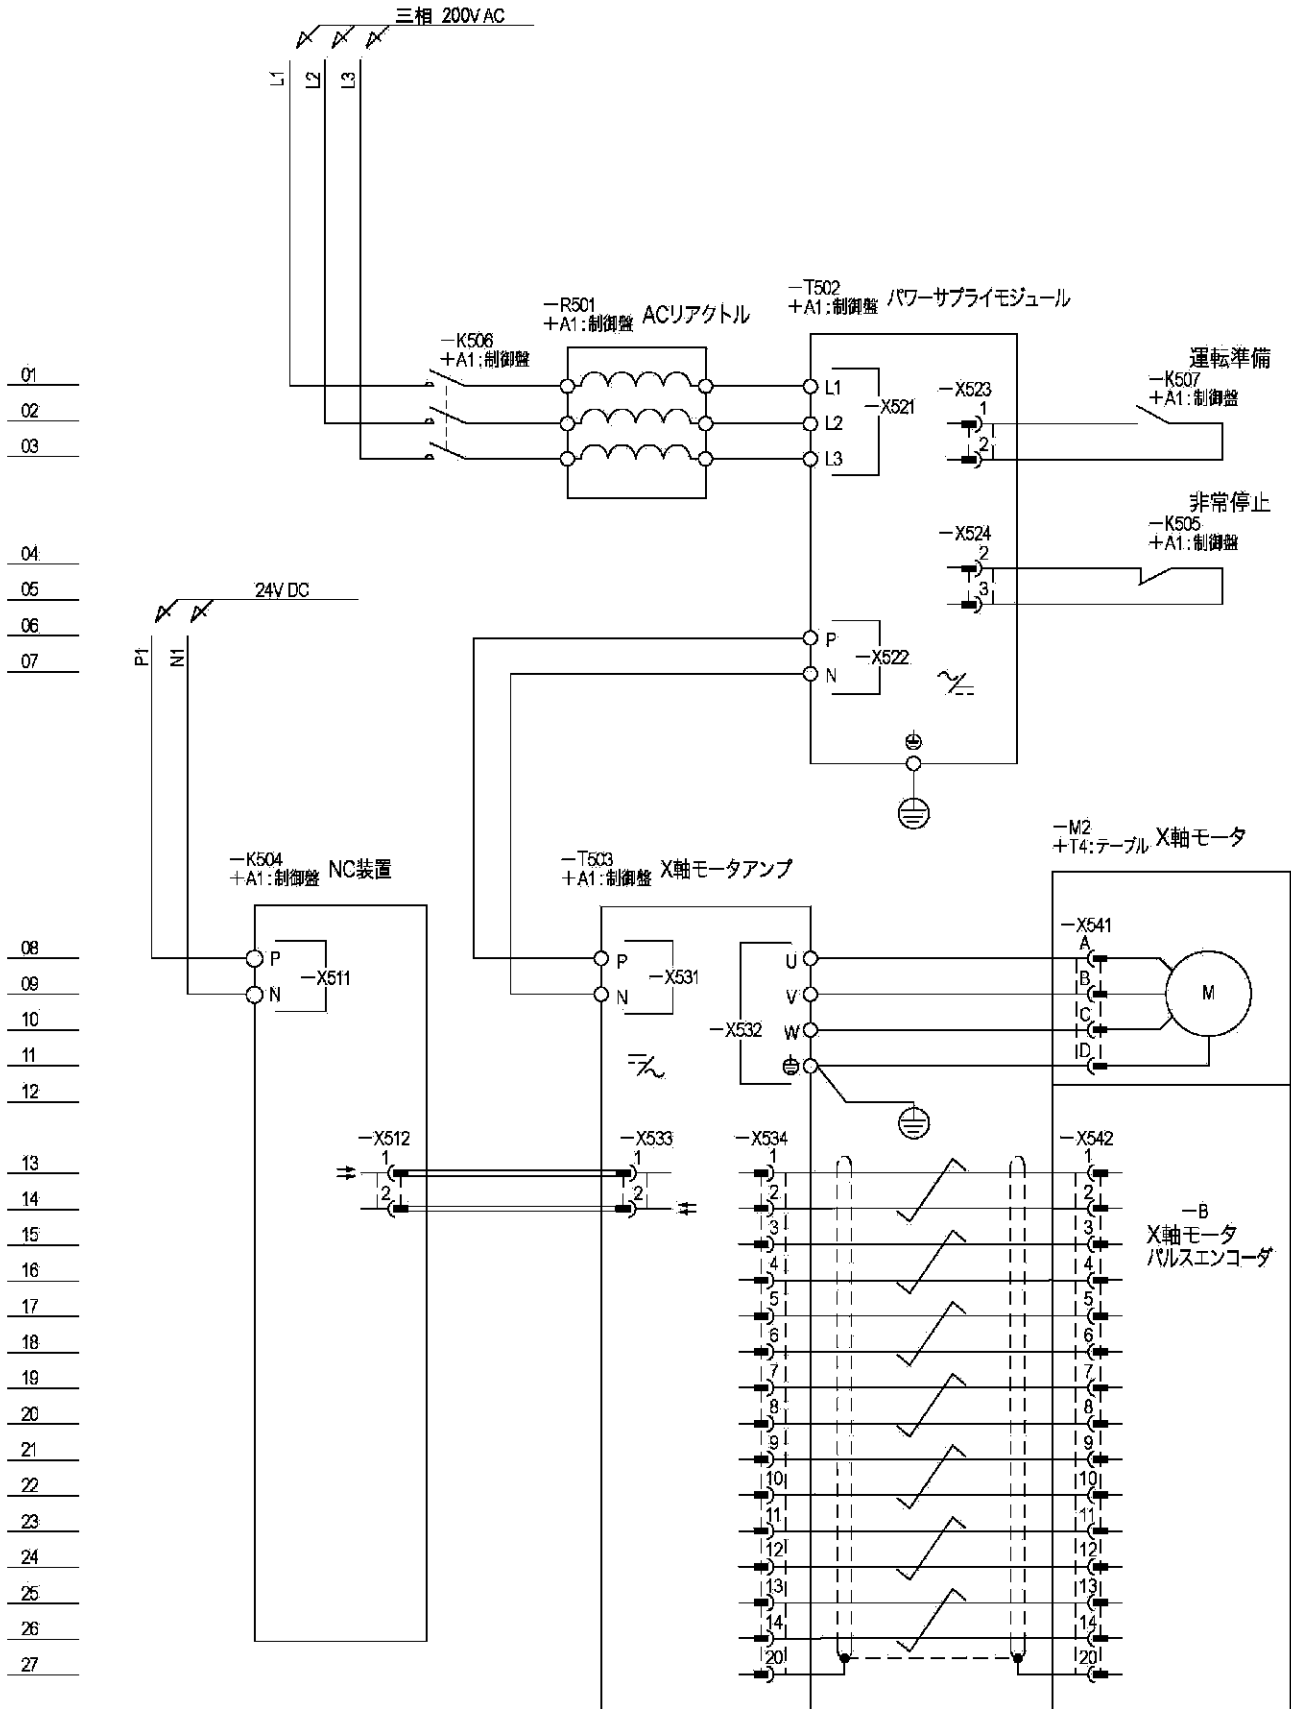 三相 200V AC
L1
L2
L3
−T502
+A1:制御盤 パワーサプライモジュール
−R501
+A1:制御盤 ACリアクトル
−K506
+A1:制御盤
運転準備
−K507
+A1:制御盤
01
L1
−X521
−X523
1
02
L2
2
03
L3
非常停止
−K505
+A1:制御盤
−X524
04
2
05
24V DC
3
06
P
−X522
07
P1
N1
N
−M2
+T4:テーブル X軸モータ
−K504
+A1:制御盤 NC装置
−T503
+A1:制御盤 X軸モータアンプ
−X541
08
P
−X511
P
−X531
U
A
M
09
N
N
V
B
10
−X532
W
C
11
D
12
−X512
−X533
−X534
−X542
13
1
1
1
1
14
2
2
2
2
−B
X軸モータ
パルスエンコーダ
15
3
3
16
4
4
17
5
5
18
6
6
19
7
7
20
8
8
21
9
9
22
10
10
23
11
11
24
12
12
25
13
13
26
14
14
27
20
20